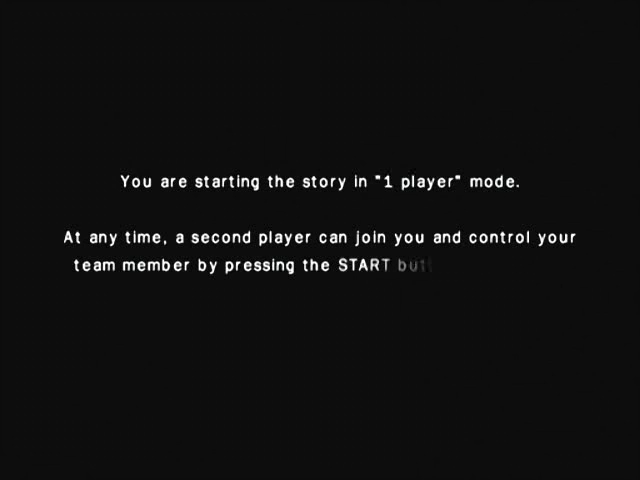 You are starting the story in "1 player" mode.
At any time, a second player can join you and control your
team member by pressing the START